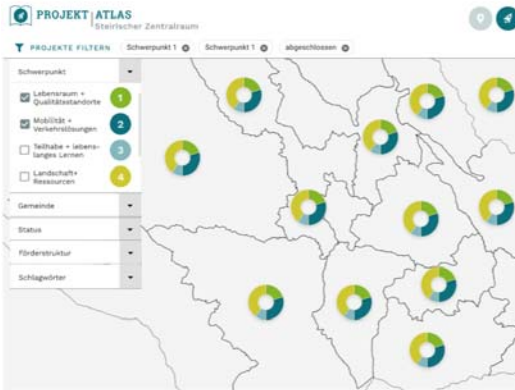 PROJEKT | ATLAS
Steirischer Zentralraum
PROJEKTE FILTERN
Schwerpunkt 1
Schwerpunkt 1
abgeschlossen
Schwerpunkt
Lebensraum +
Qualitätsstandorte
1
Mobilität +
Verkehrslösungen
2
Teilhabe + lebens-
langes Lernen
3
Landschaft+
Ressourcen
4
Gemeinde
Status
Förderstruktur
Schlagwörter